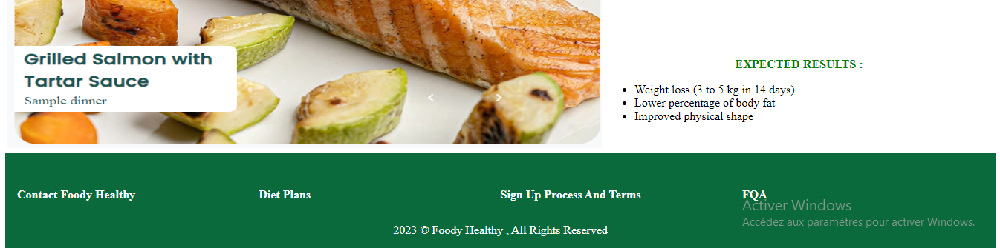 Grilled Salmon with
Tartar Sauce
Sample dinner
EXPECTED RESULTS :
Weight loss (3 to 5 kg in 14 days)
Lower percentage of body fat
Improved physical shape
Contact Foody Healthy
Diet Plans
Sign Up Process And Terms
FQA
Activer Windows
Accédez aux paramètres pour activer Windows.
2023 © Foody Healthy , All Rights Reserved